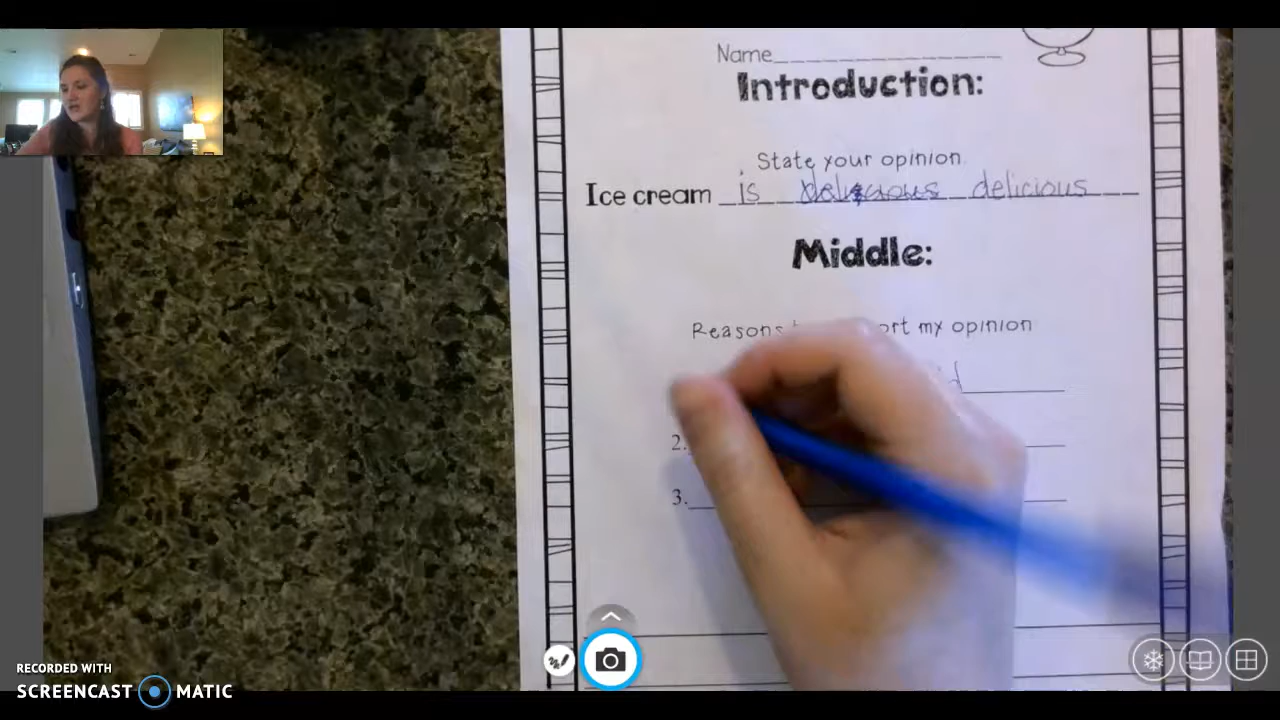 Name
Introduction:
State your opinion
Ice cream is delicious delicious
Middle:
Reasons my opinion
2.
3.
RECORDED WITH
SCREENCAST MATIC